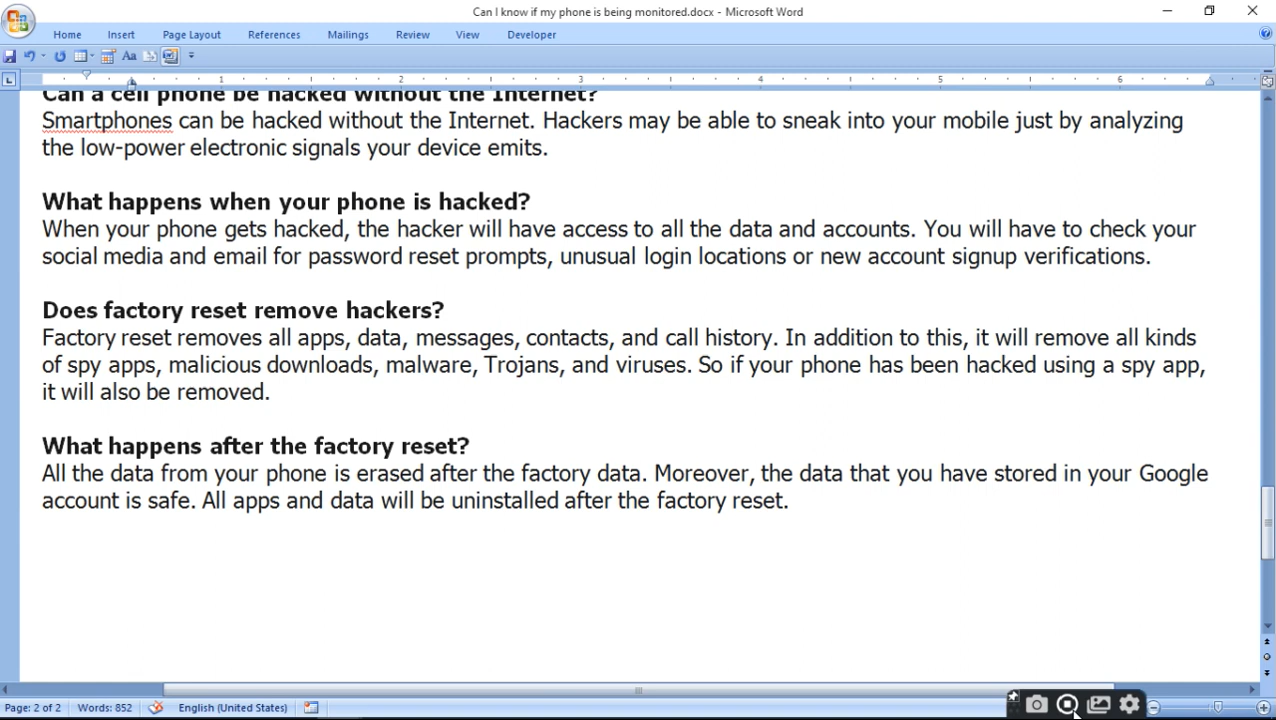 Can I know if my phone is being monitored.docx - Microsoft Word
Home Insert Page Layout References Mailings Review View Developer
Aa
L 1 2 3 4 5 6
Can a cell phone be hacked without the Internet?
Smartphones can be hacked without the Internet. Hackers may be able to sneak into your mobile just by analyzing
the low-power electronic signals your device emits.
What happens when your phone is hacked?
When your phone gets hacked, the hacker will have access to all the data and accounts. You will have to check your
social media and email for password reset prompts, unusual login locations or new account signup verifications.
Does factory reset remove hackers?
Factory reset removes all apps, data, messages, contacts, and call history. In addition to this, it will remove all kinds
of spy apps, malicious downloads, malware, Trojans, and viruses. So if your phone has been hacked using a spy app,
it will also be removed.
What happens after the factory reset?
All the data from your phone is erased after the factory data. Moreover, the data that you have stored in your Google
account is safe. All apps and data will be uninstalled after the factory reset.
Page: 2 of 2 Words: 852 English (United States)